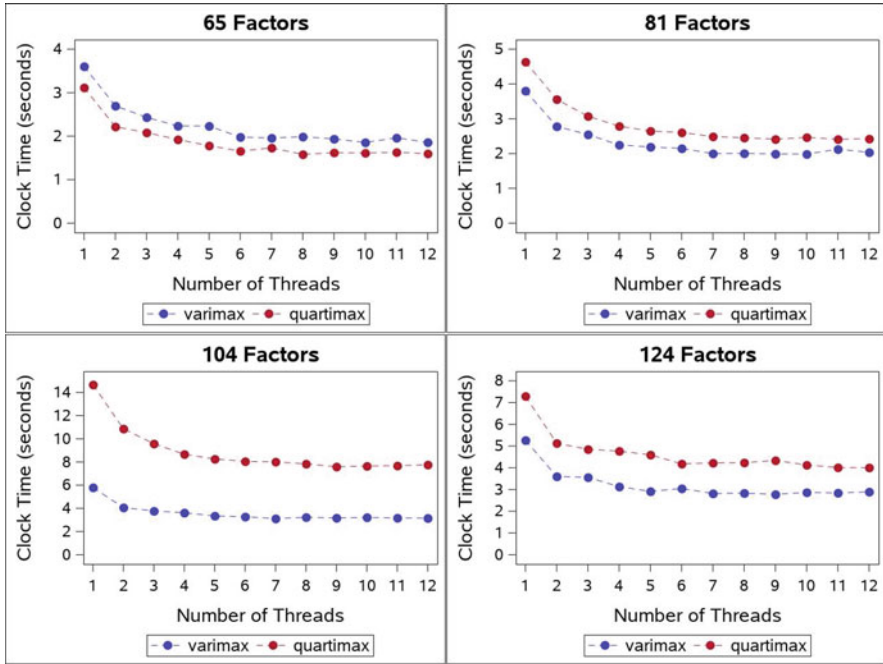 65 Factors
Clock Time (seconds)
4
3
2
1
0
1 2 3 4 5 6 7 8 9 10 11 12
Number of Threads
varimax quartimax
81 Factors
Clock Time (seconds)
5
4
3
2
1
0
1 2 3 4 5 6 7 8 9 10 11 12
Number of Threads
varimax quartimax
104 Factors
Clock Time (seconds)
14
12
10
8
6
4
2
0
1 2 3 4 5 6 7 8 9 10 11 12
Number of Threads
varimax quartimax
124 Factors
Clock Time (seconds)
8
7
6
5
4
3
2
1
0
1 2 3 4 5 6 7 8 9 10 11 12
Number of Threads
varimax quartimax